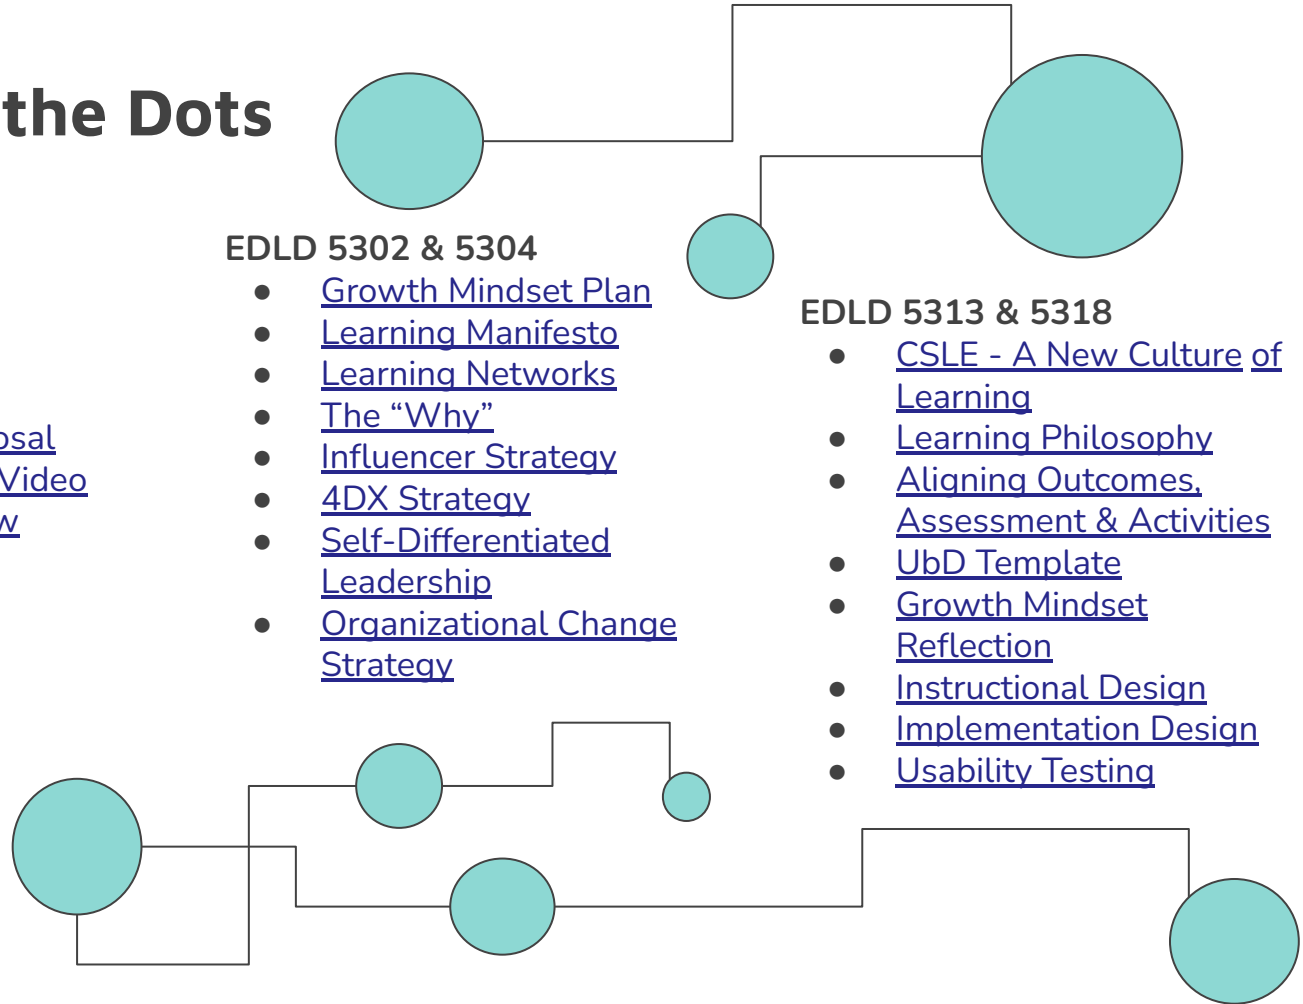 the Dots
Video
EDLD 5302 & 5304
● Growth Mindset Plan
● Learning Manifesto
● Learning Networks
● The “Why”
● Influencer Strategy
● 4DX Strategy
● Self-Differentiated
Leadership
● Organizational Change
Strategy
EDLD 5313 & 5318
● CSLE - A New Culture of
Learning
● Learning Philosophy
● Aligning Outcomes,
Assessment & Activities
● UbD Template
● Growth Mindset
Reflection
● Instructional Design
● Implementation Design
● Usability Testing